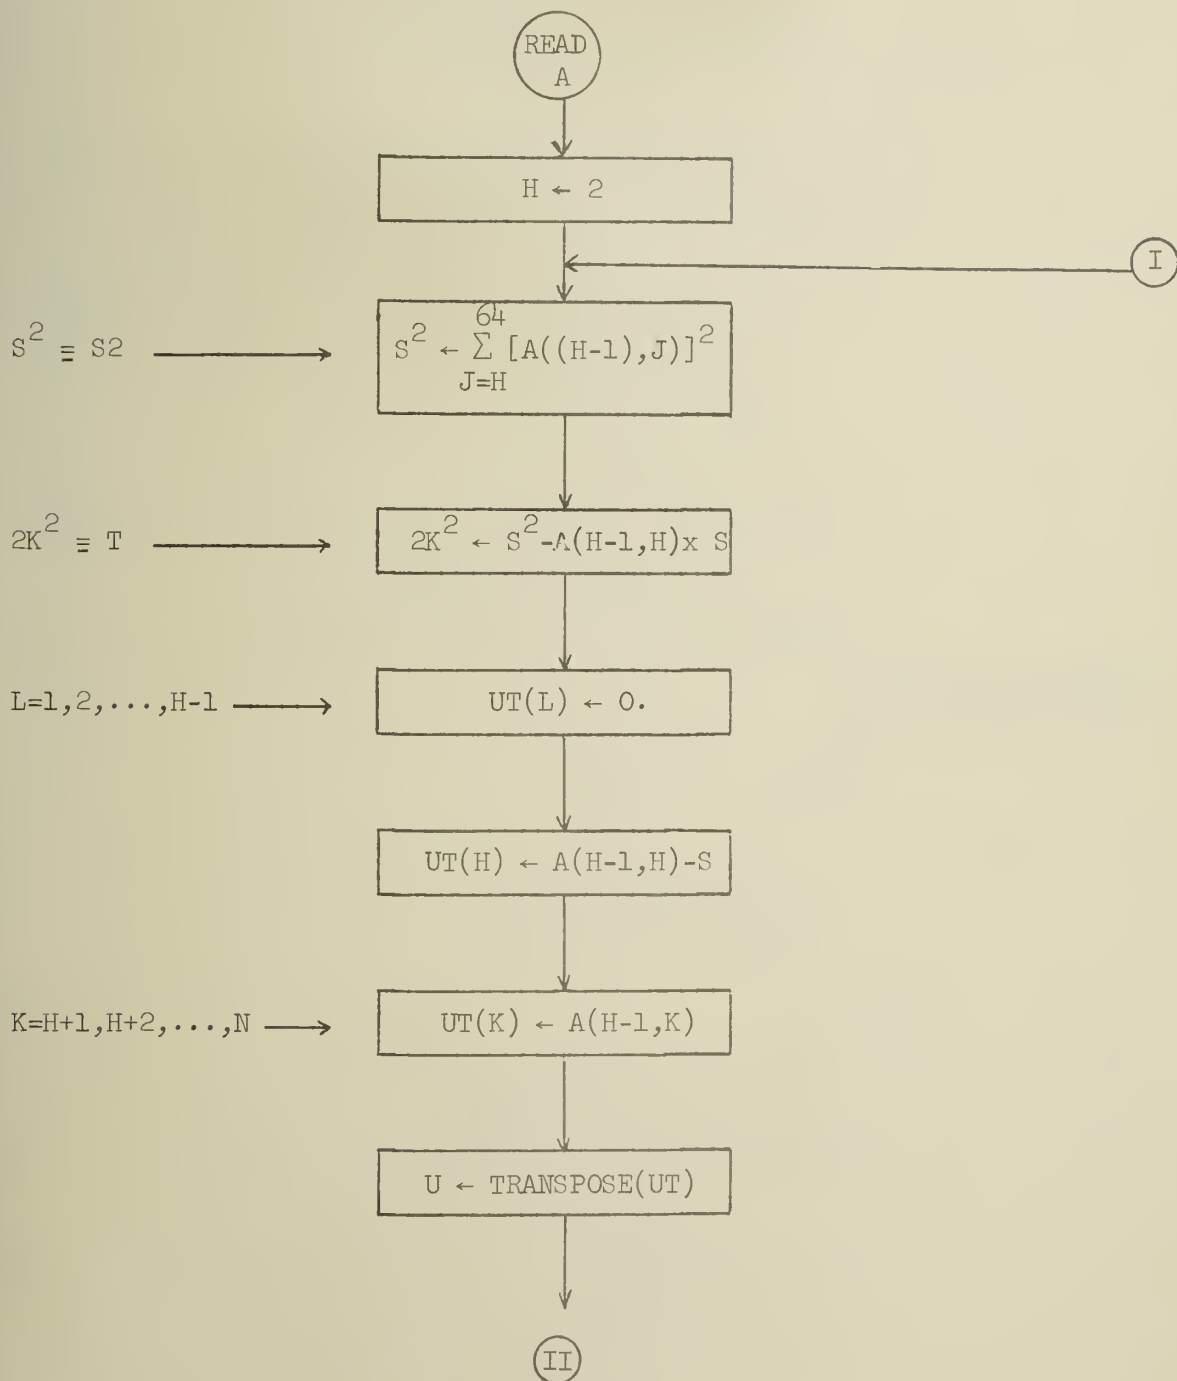 READ
A
H ← 2
I
S² ≡ S2
S² ← 64 Σ J=H [A((H-1),J)]²
2K² ≡ T
2K² ← S²-A(H-1,H)x S
L=1,2,...,H-1
UT(L) ← 0.
UT(H) ← A(H-1,H)-S
K=H+1,H+2,...,N
UT(K) ← A(H-1,K)
U ← TRANSPOSE(UT)
II